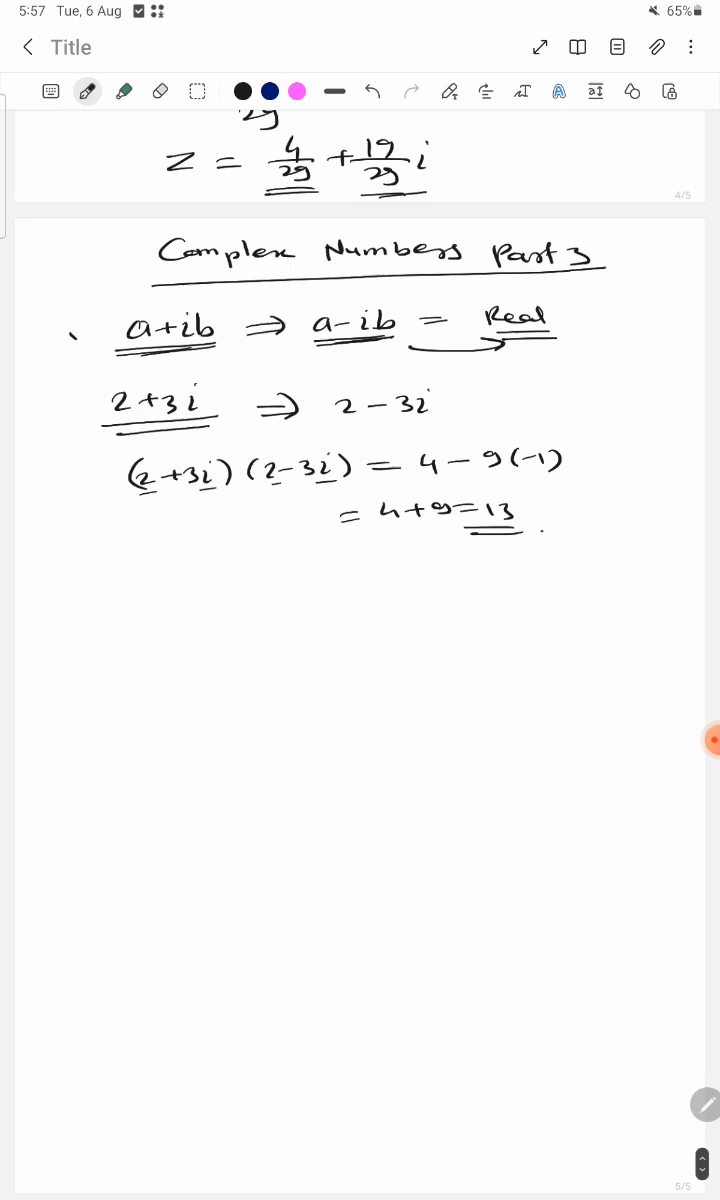 5:57 Tue, 6 Aug 65%
Title
29
z = 4/29 + 19/29 i
4/5
Complex Numbers Part 3
a+ib ⇒ a-ib = Real
2+3i ⇒ 2-3i
(2+3i)(2-3i) = 4-9(-1)
= 4+9=13
5/5